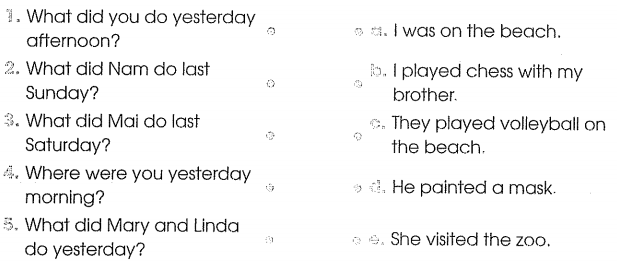 1. What did you do yesterday
afternoon?
2. What did Nam do last
Sunday?
3. What did Mai do last
Saturday?
4. Where were you yesterday
morning?
5. What did Mary and Linda
do yesterday?
a. I was on the beach.
b. I played chess with my
brother.
c. They played volleyball on
the beach.
d. He painted a mask.
e. She visited the zoo.